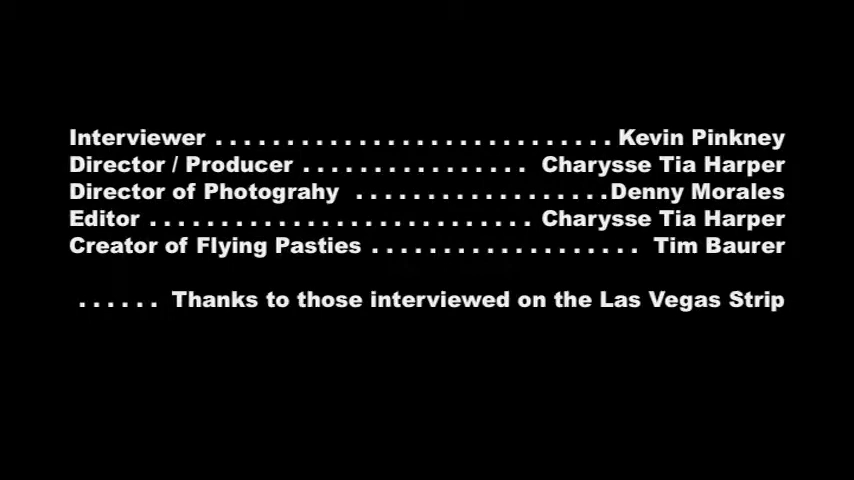 Interviewer . . . . . . . . . . . . . . . . . . . . . . . . . . . . Kevin Pinkney
Director / Producer . . . . . . . . . . . . . . . . Charysse Tia Harper
Director of Photograhy . . . . . . . . . . . . . . . . . . Denny Morales
Editor . . . . . . . . . . . . . . . . . . . . . . . . . . . Charysse Tia Harper
Creator of Flying Pasties . . . . . . . . . . . . . . . . . . . Tim Baurer
. . . . . . Thanks to those interviewed on the Las Vegas Strip